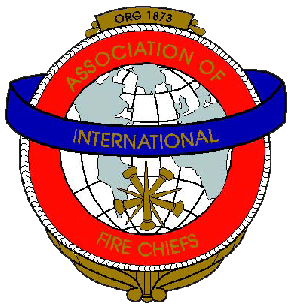 ORG 1873
ASSOCIATION OF
INTERNATIONAL
FIRE CHIEFS